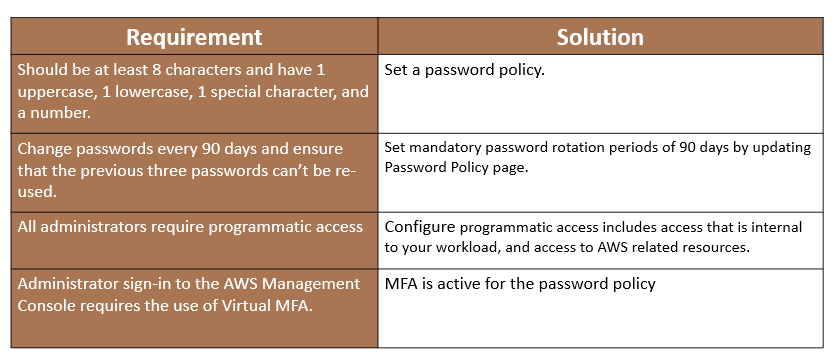 Requirement
Solution
Should be at least 8 characters and have 1
uppercase, 1 lowercase, 1 special character, and
a number.
Set a password policy.
Change passwords every 90 days and ensure
that the previous three passwords can't be re-
used.
Set mandatory password rotation periods of 90 days by updating
Password Policy page.
All administrators require programmatic access
Configure programmatic access includes access that is internal
to your workload, and access to AWS related resources.
Administrator sign-in to the AWS Management
Console requires the use of Virtual MFA.
MFA is active for the password policy